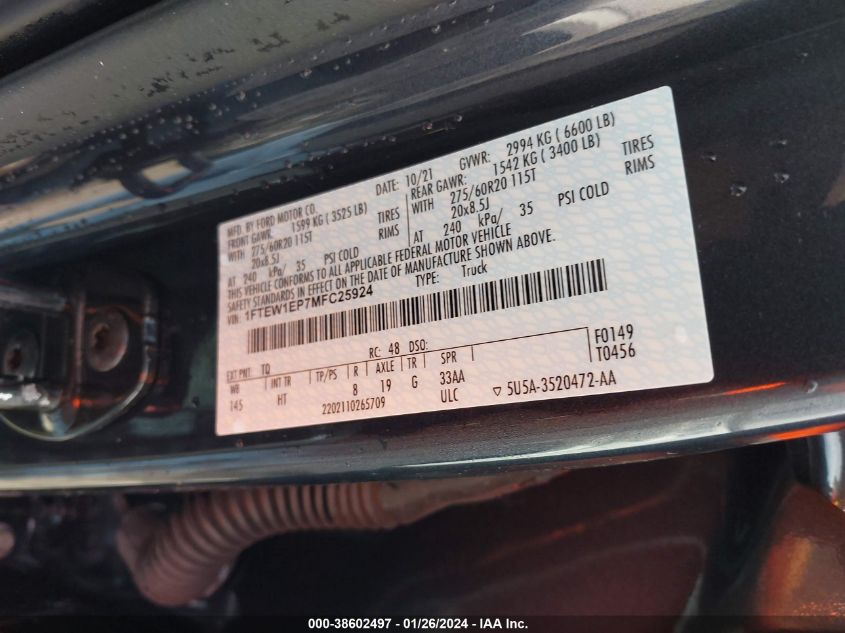 MFD. BY FORD MOTOR CO.
DATE: 10/21 GVWR: 2994 KG ( 6600 LB)
FRONT GAWR: 1599 KG ( 3525 LB) REAR GAWR: 1542 KG ( 3400 LB)
WITH 275/60R20 115T TIRES WITH 275/60R20 115T TIRES
20x8.5J RIMS 20x8.5J RIMS
AT 240 kPa/ 35 PSI COLD AT 240 kPa/ 35 PSI COLD
THIS VEHICLE CONFORMS TO ALL APPLICABLE FEDERAL MOTOR VEHICLE
SAFETY STANDARDS IN EFFECT ON THE DATE OF MANUFACTURE SHOWN ABOVE.
VIN: 1FTEW1EP7MFC25924 TYPE: Truck
EXT PNT: TQ RC: 48 DSO: F0149
WB INT TR TP/PS R AXLE TR SPR T0456
145 HT 8 19 G 33AA
2202110265709 ULC ▽ 5U5A-3520472-AA
000-38602497 - 01/26/2024 - IAA Inc.